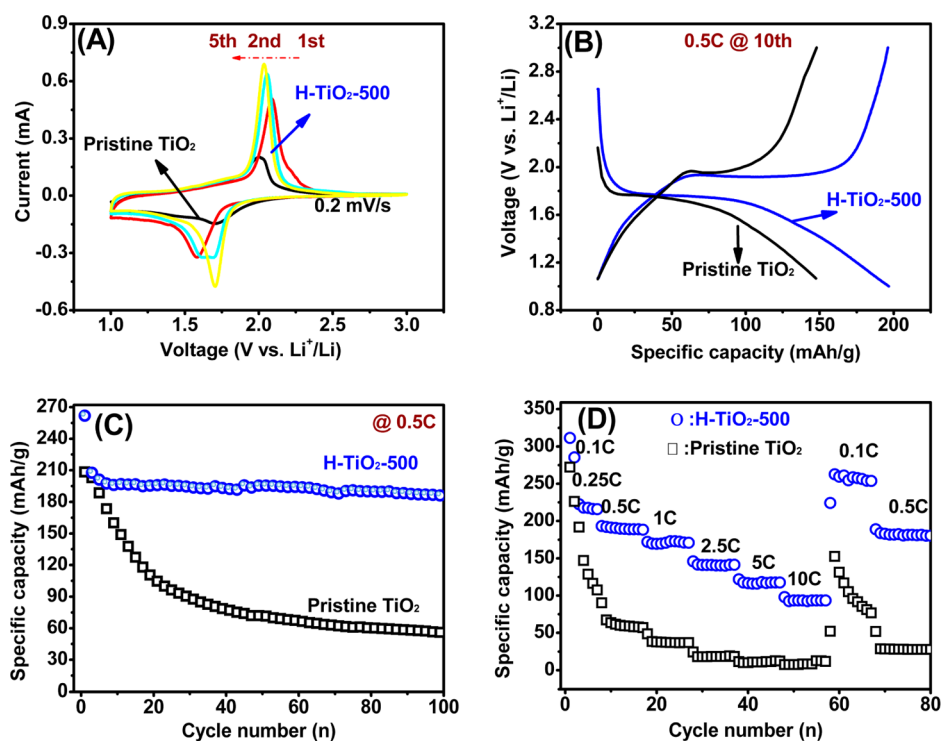 (A)
5th 2nd 1st
H-TiO₂-500
Pristine TiO₂
0.2 mV/s
Current (mA)
0.9
0.6
0.3
0.0
-0.3
-0.6
1.0 1.5 2.0 2.5 3.0
Voltage (V vs. Li⁺/Li)
(B)
0.5C @ 10th
H-TiO₂-500
Pristine TiO₂
Voltage (V vs. Li⁺/Li)
3.2
2.8
2.4
2.0
1.6
1.2
0.8
0 50 100 150 200
Specific capacity (mAh/g)
(C)
@ 0.5C
H-TiO₂-500
Pristine TiO₂
Specific capacity (mAh/g)
270
240
210
180
150
120
90
60
30
0
0 20 40 60 80 100
Cycle number (n)
(D)
O :H-TiO₂-500
□ :Pristine TiO₂
0.1C
0.25C
0.5C
1C
2.5C
5C
10C
0.1C
0.5C
Specific capacity (mAh/g)
350
300
250
200
150
100
50
0
0 20 40 60 80
Cycle number (n)